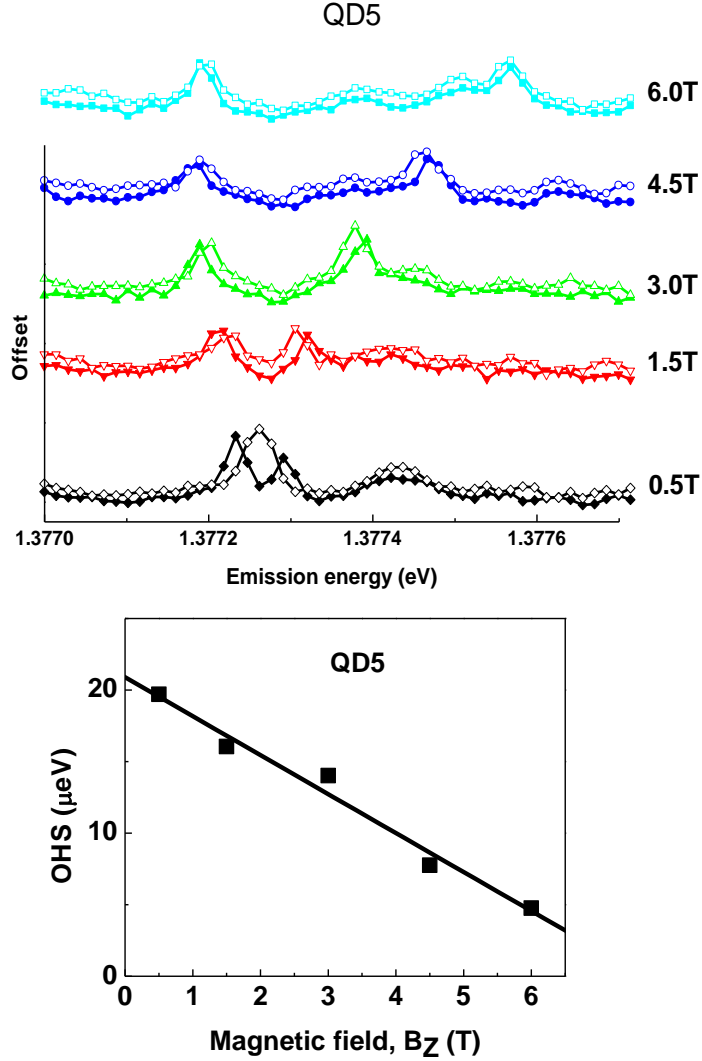 QD5
6.0T
4.5T
3.0T
1.5T
0.5T
Offset
1.3770 1.3772 1.3774 1.3776
Emission energy (eV)
QD5
20
10
0
OHS (μeV)
0 1 2 3 4 5 6
Magnetic field, BZ (T)